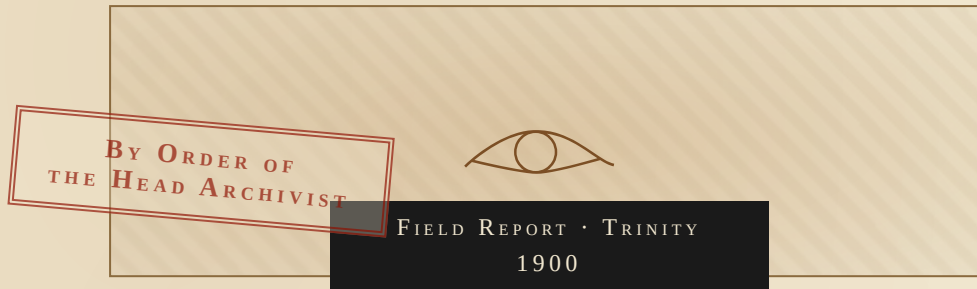 By Order of
the Head Archivist
Field Report · Trinity
1900